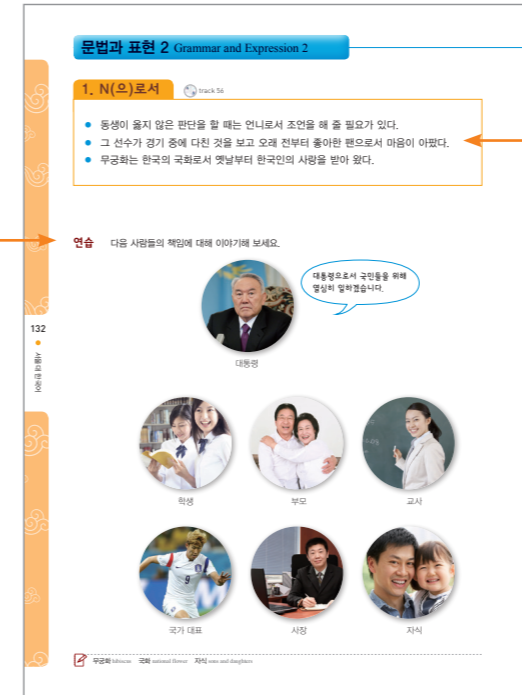 문법과 표현 2 Grammar and Expression 2
1. N(으)로서
track 56
● 동생이 옳지 않은 판단을 할 때는 언니로서 조언을 해 줄 필요가 있다.
● 그 선수가 경기 중에 다친 것을 보고 오래 전부터 좋아한 팬으로서 마음이 아팠다.
● 무궁화는 한국의 국화로서 옛날부터 한국인의 사랑을 받아 왔다.
연습 다음 사람들의 책임에 대해 이야기해 보세요.
대통령으로서 국민들을 위해
열심히 일하겠습니다.
대통령
132
서울대 한국어
학생 부모 교사
9
국가 대표 사장 자식
무궁화 hibiscus 국화 national flower 자식 sons and daughters